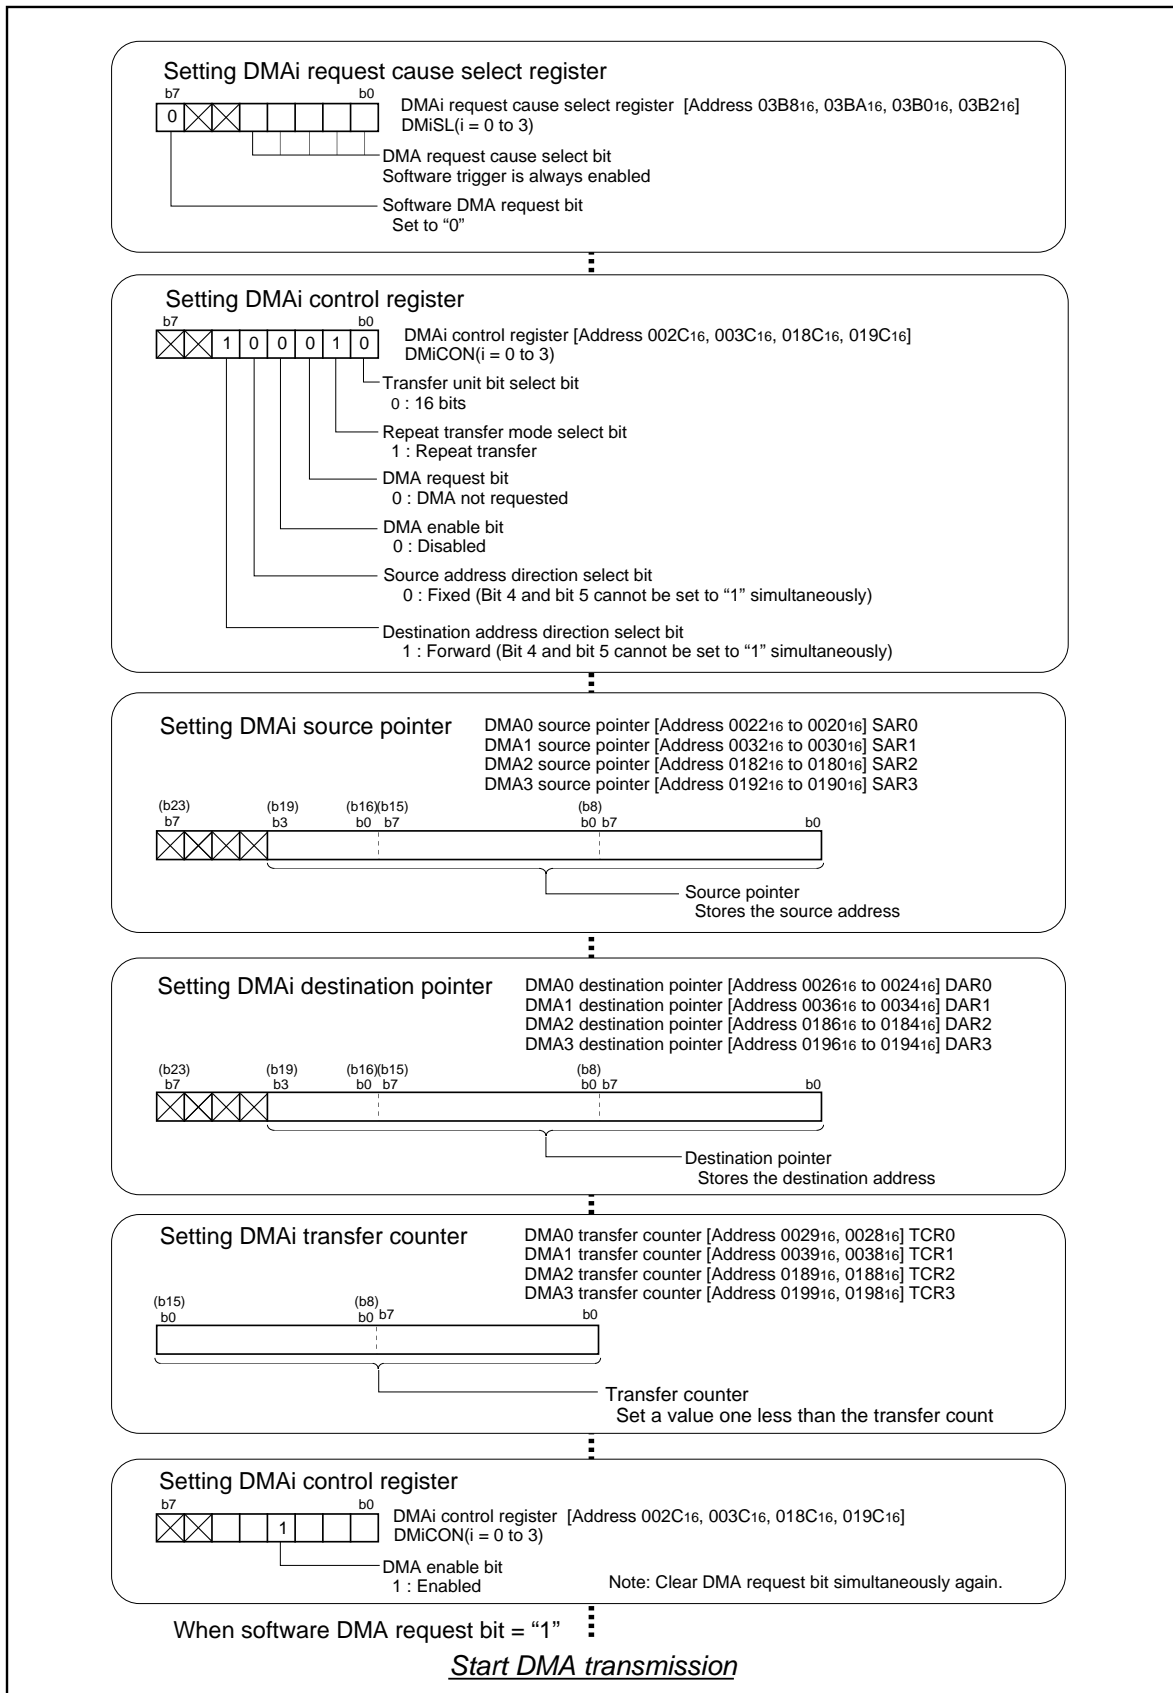 Setting DMAi request cause select register
b7 b0
0
DMAi request cause select register [Address 03B816, 03BA16, 03B016, 03B216]
DMiSL(i = 0 to 3)
DMA request cause select bit
Software trigger is always enabled
Software DMA request bit
Set to “0”
Setting DMAi control register
b7 b0
1 0 0 0 1 0
DMAi control register [Address 002C16, 003C16, 018C16, 019C16]
DMiCON(i = 0 to 3)
Transfer unit bit select bit
0 : 16 bits
Repeat transfer mode select bit
1 : Repeat transfer
DMA request bit
0 : DMA not requested
DMA enable bit
0 : Disabled
Source address direction select bit
0 : Fixed (Bit 4 and bit 5 cannot be set to “1” simultaneously)
Destination address direction select bit
1 : Forward (Bit 4 and bit 5 cannot be set to “1” simultaneously)
Setting DMAi source pointer
DMA0 source pointer [Address 002216 to 002016] SAR0
DMA1 source pointer [Address 003216 to 003016] SAR1
DMA2 source pointer [Address 018216 to 018016] SAR2
DMA3 source pointer [Address 019216 to 019016] SAR3
(b23) (b19) (b16)(b15) (b8)
b7 b3 b0 b7 b0 b7 b0
Source pointer
Stores the source address
Setting DMAi destination pointer
DMA0 destination pointer [Address 002616 to 002416] DAR0
DMA1 destination pointer [Address 003616 to 003416] DAR1
DMA2 destination pointer [Address 018616 to 018416] DAR2
DMA3 destination pointer [Address 019616 to 019416] DAR3
(b23) (b19) (b16)(b15) (b8)
b7 b3 b0 b7 b0 b7 b0
Destination pointer
Stores the destination address
Setting DMAi transfer counter
DMA0 transfer counter [Address 002916, 002816] TCR0
DMA1 transfer counter [Address 003916, 003816] TCR1
DMA2 transfer counter [Address 018916, 018816] TCR2
DMA3 transfer counter [Address 019916, 019816] TCR3
(b15) (b8)
b0 b0 b7 b0
Transfer counter
Set a value one less than the transfer count
Setting DMAi control register
b7 b0
1
DMAi control register [Address 002C16, 003C16, 018C16, 019C16]
DMiCON(i = 0 to 3)
DMA enable bit
1 : Enabled
Note: Clear DMA request bit simultaneously again.
When software DMA request bit = “1”
Start DMA transmission